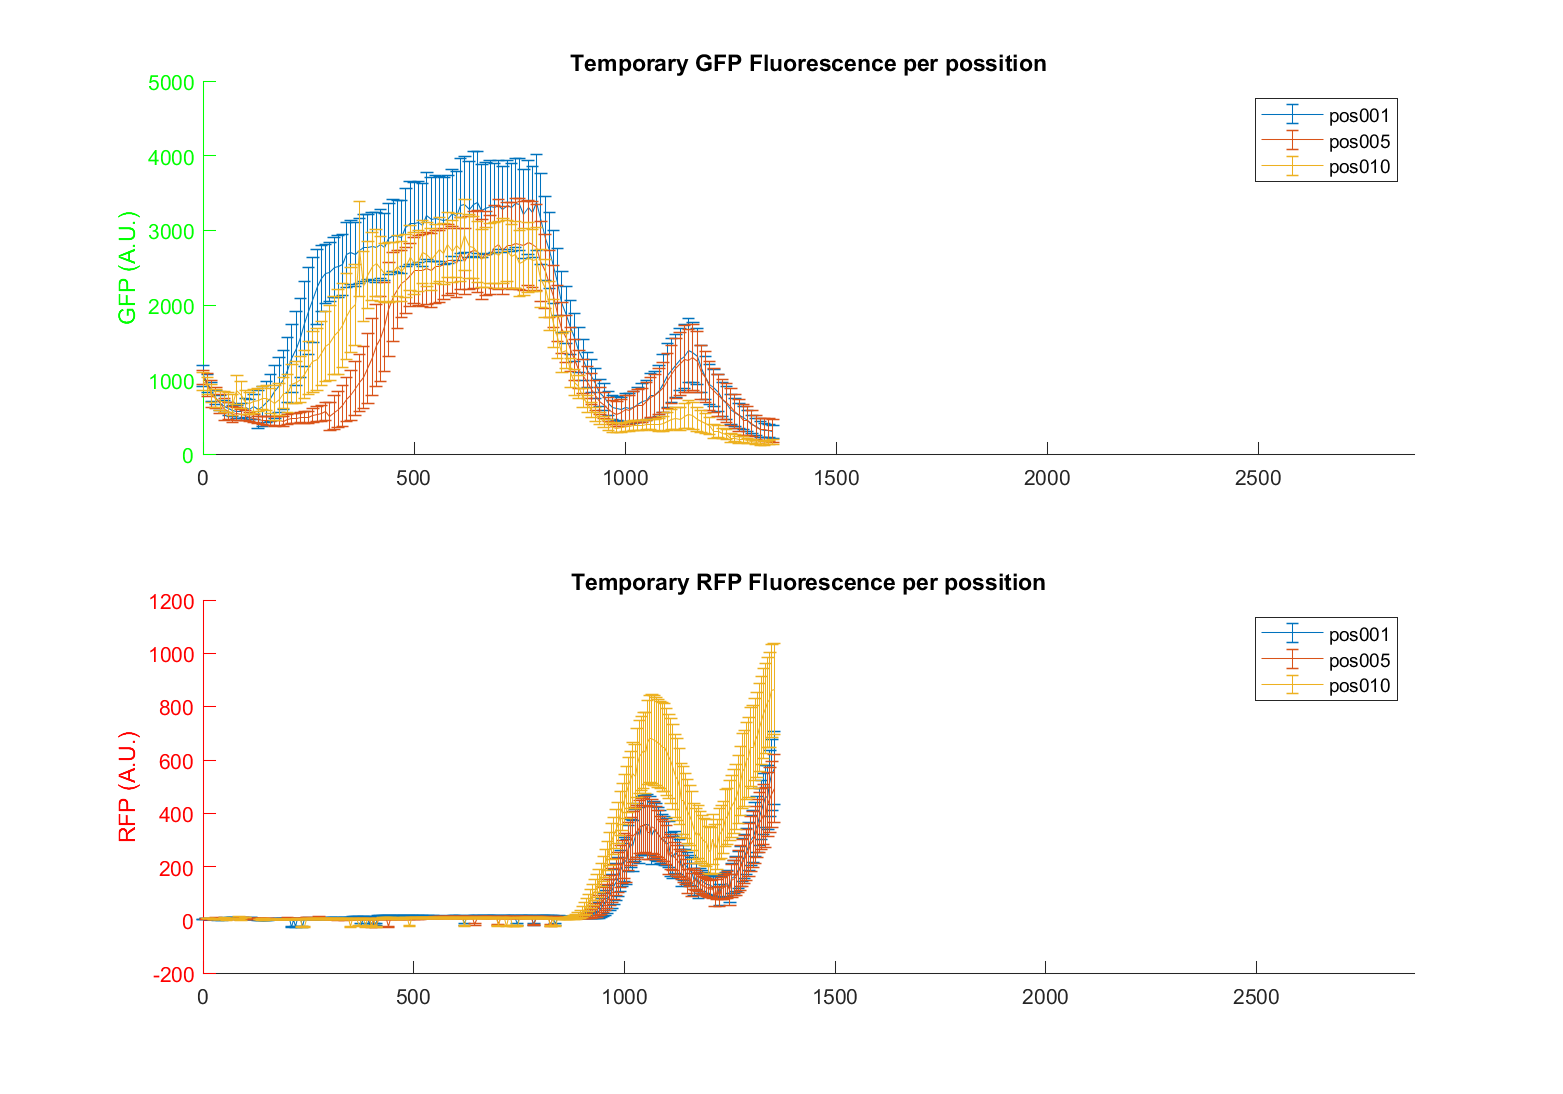 Temporary GFP Fluorescence per possition
5000
4000
3000
2000
1000
0
GFP (A.U.)
pos001
pos005
pos010
0 500 1000 1500 2000 2500
Temporary RFP Fluorescence per possition
1200
1000
800
600
400
200
0
-200
RFP (A.U.)
pos001
pos005
pos010
0 500 1000 1500 2000 2500